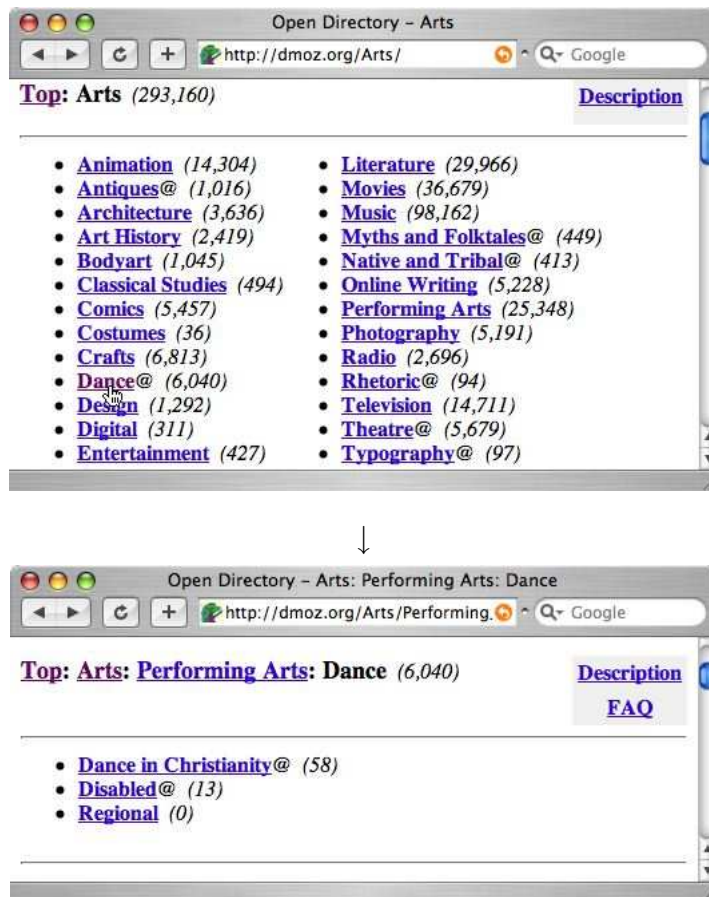 Open Directory – Arts
http://dmoz.org/Arts/ Google
Top: Arts (293,160) Description
Animation (14,304)
Antiques@ (1,016)
Architecture (3,636)
Art History (2,419)
Bodyart (1,045)
Classical Studies (494)
Comics (5,457)
Costumes (36)
Crafts (6,813)
Dance@ (6,040)
Design (1,292)
Digital (311)
Entertainment (427)
Literature (29,966)
Movies (36,679)
Music (98,162)
Myths and Folktales@ (449)
Native and Tribal@ (413)
Online Writing (5,228)
Performing Arts (25,348)
Photography (5,191)
Radio (2,696)
Rhetoric@ (94)
Television (14,711)
Theatre@ (5,679)
Typography@ (97)
↓
Open Directory – Arts: Performing Arts: Dance
http://dmoz.org/Arts/Performing. Google
Top: Arts: Performing Arts: Dance (6,040) Description
FAQ
Dance in Christianity@ (58)
Disabled@ (13)
Regional (0)